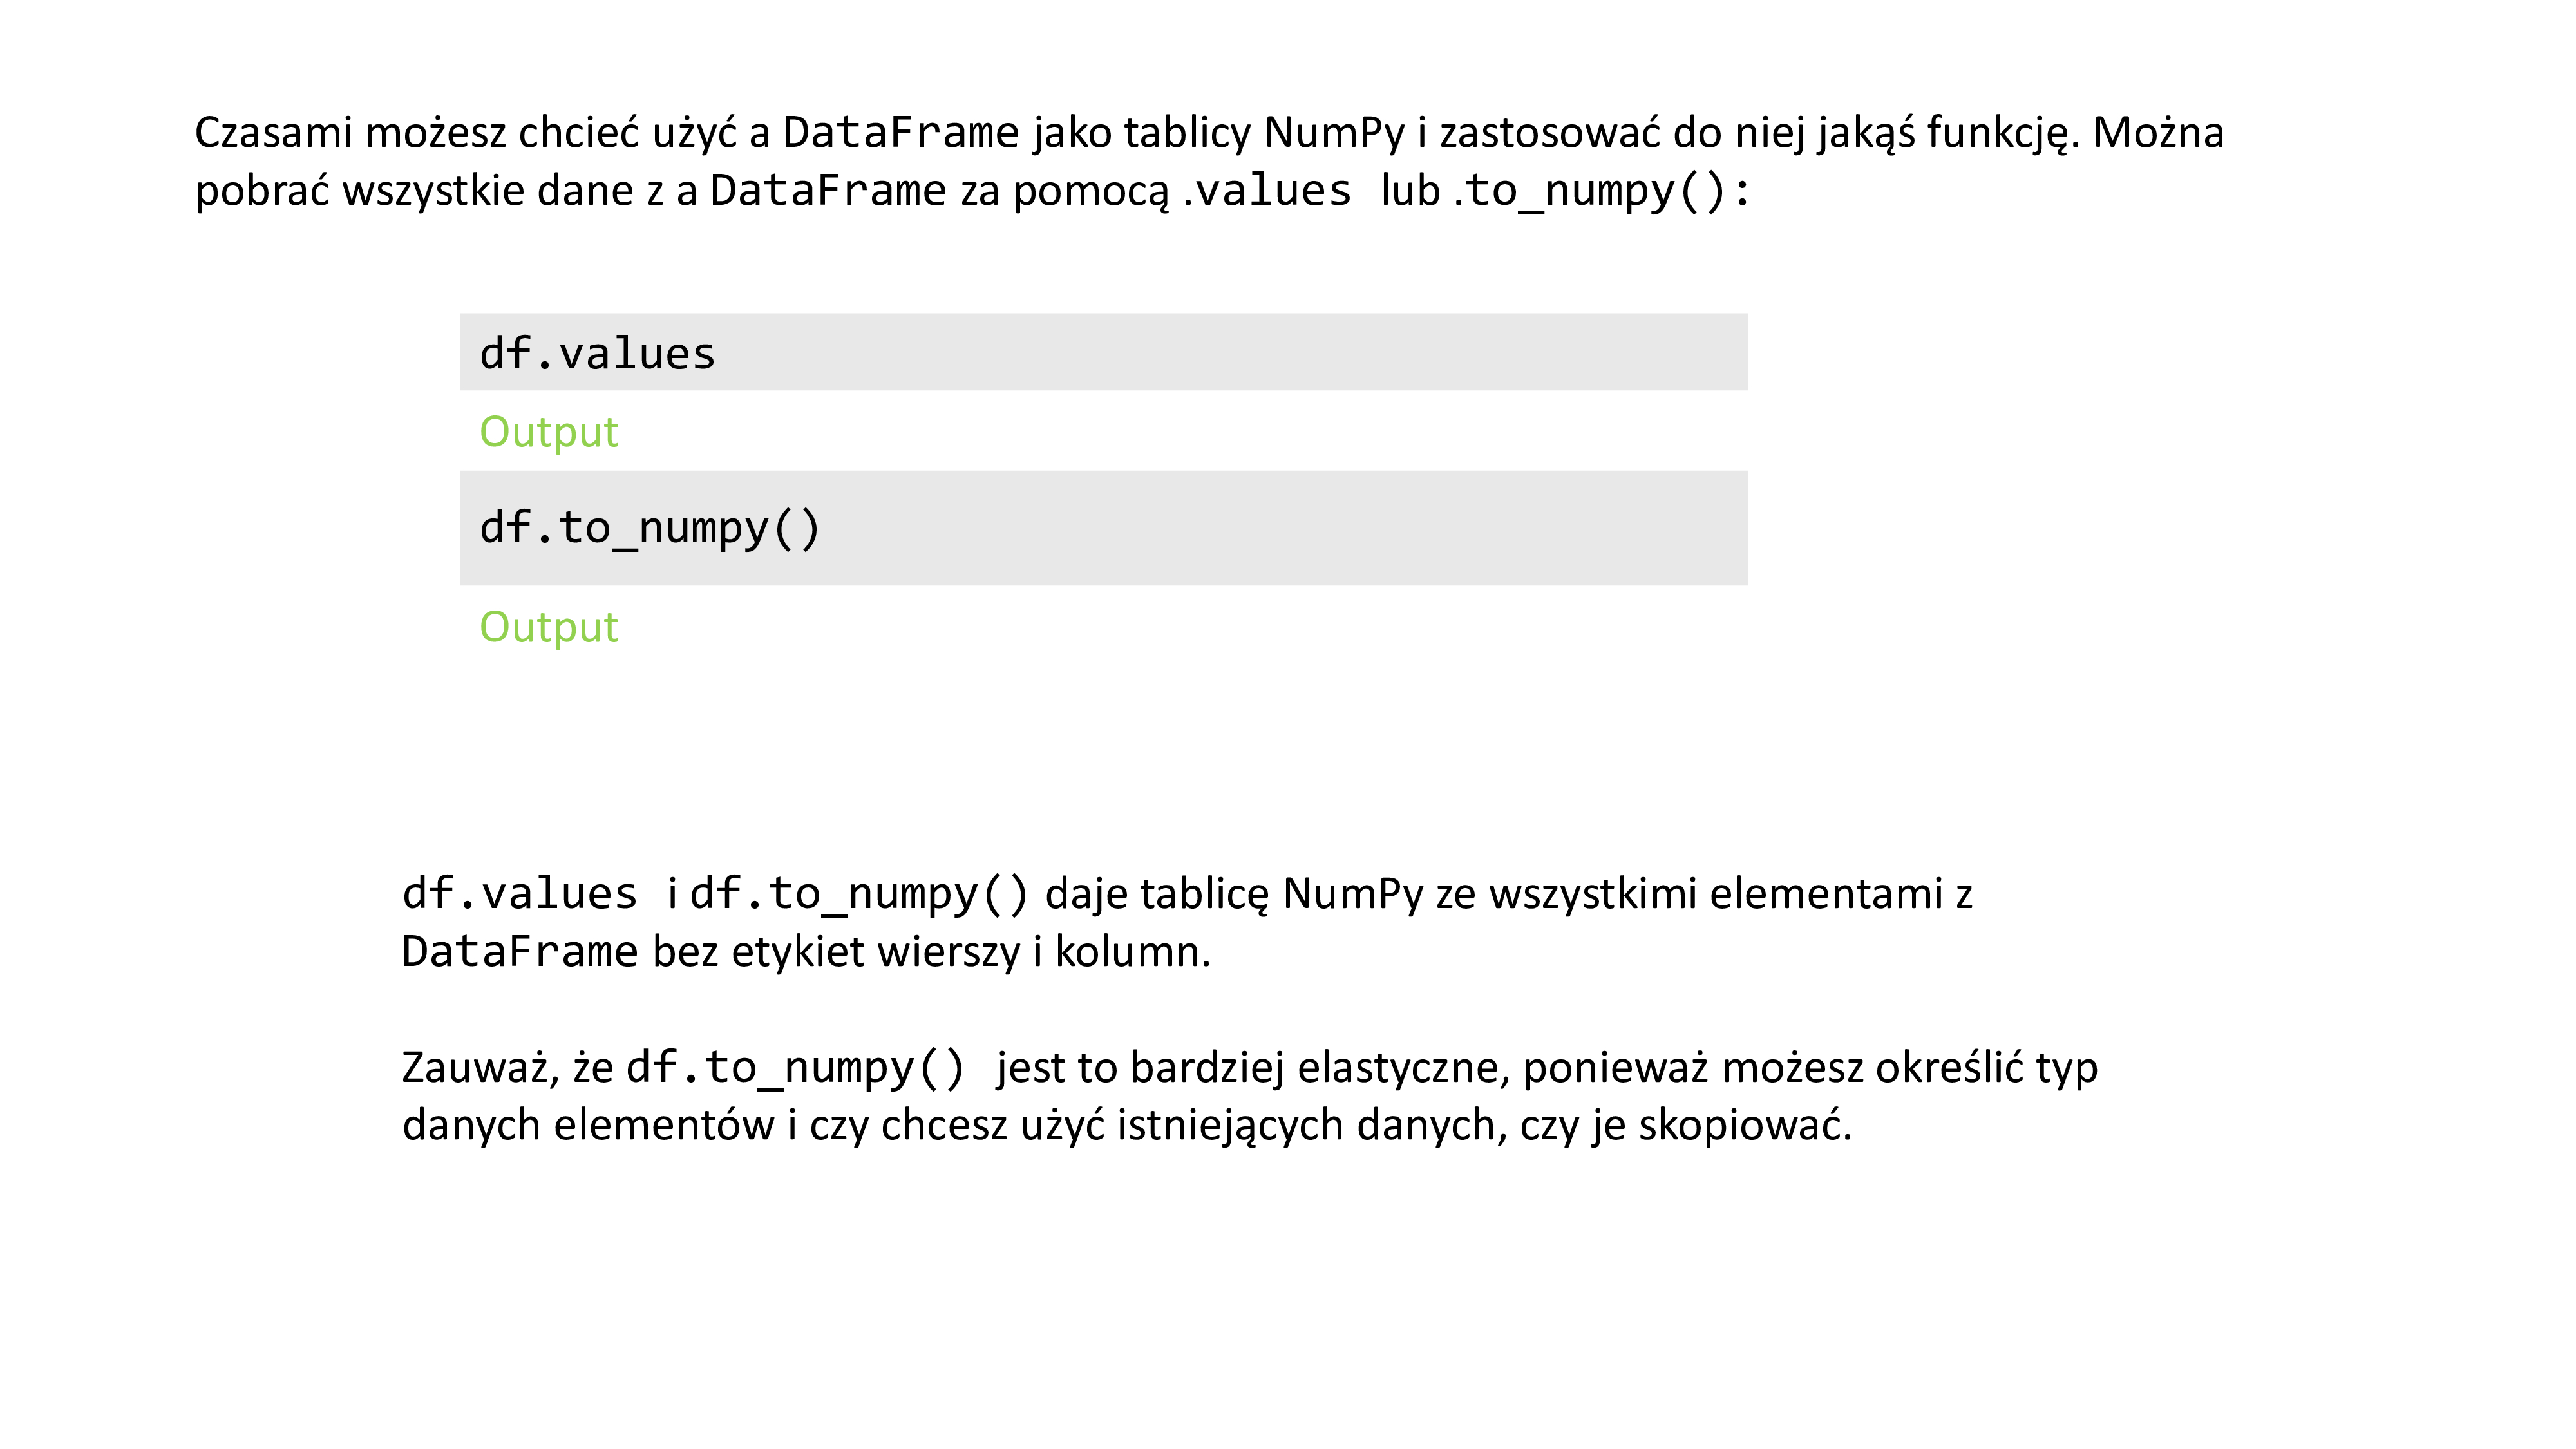 Czasami możesz chcieć użyć a DataFrame jako tablicy NumPy i zastosować do niej jakąś funkcję. Można
pobrać wszystkie dane z a DataFrame za pomocą .values lub .to_numpy():
df.values
Output
df.to_numpy()
Output
df.values i df.to_numpy() daje tablicę NumPy ze wszystkimi elementami z
DataFrame bez etykiet wierszy i kolumn.
Zauważ, że df.to_numpy() jest to bardziej elastyczne, ponieważ możesz określić typ
danych elementów i czy chcesz użyć istniejących danych, czy je skopiować.